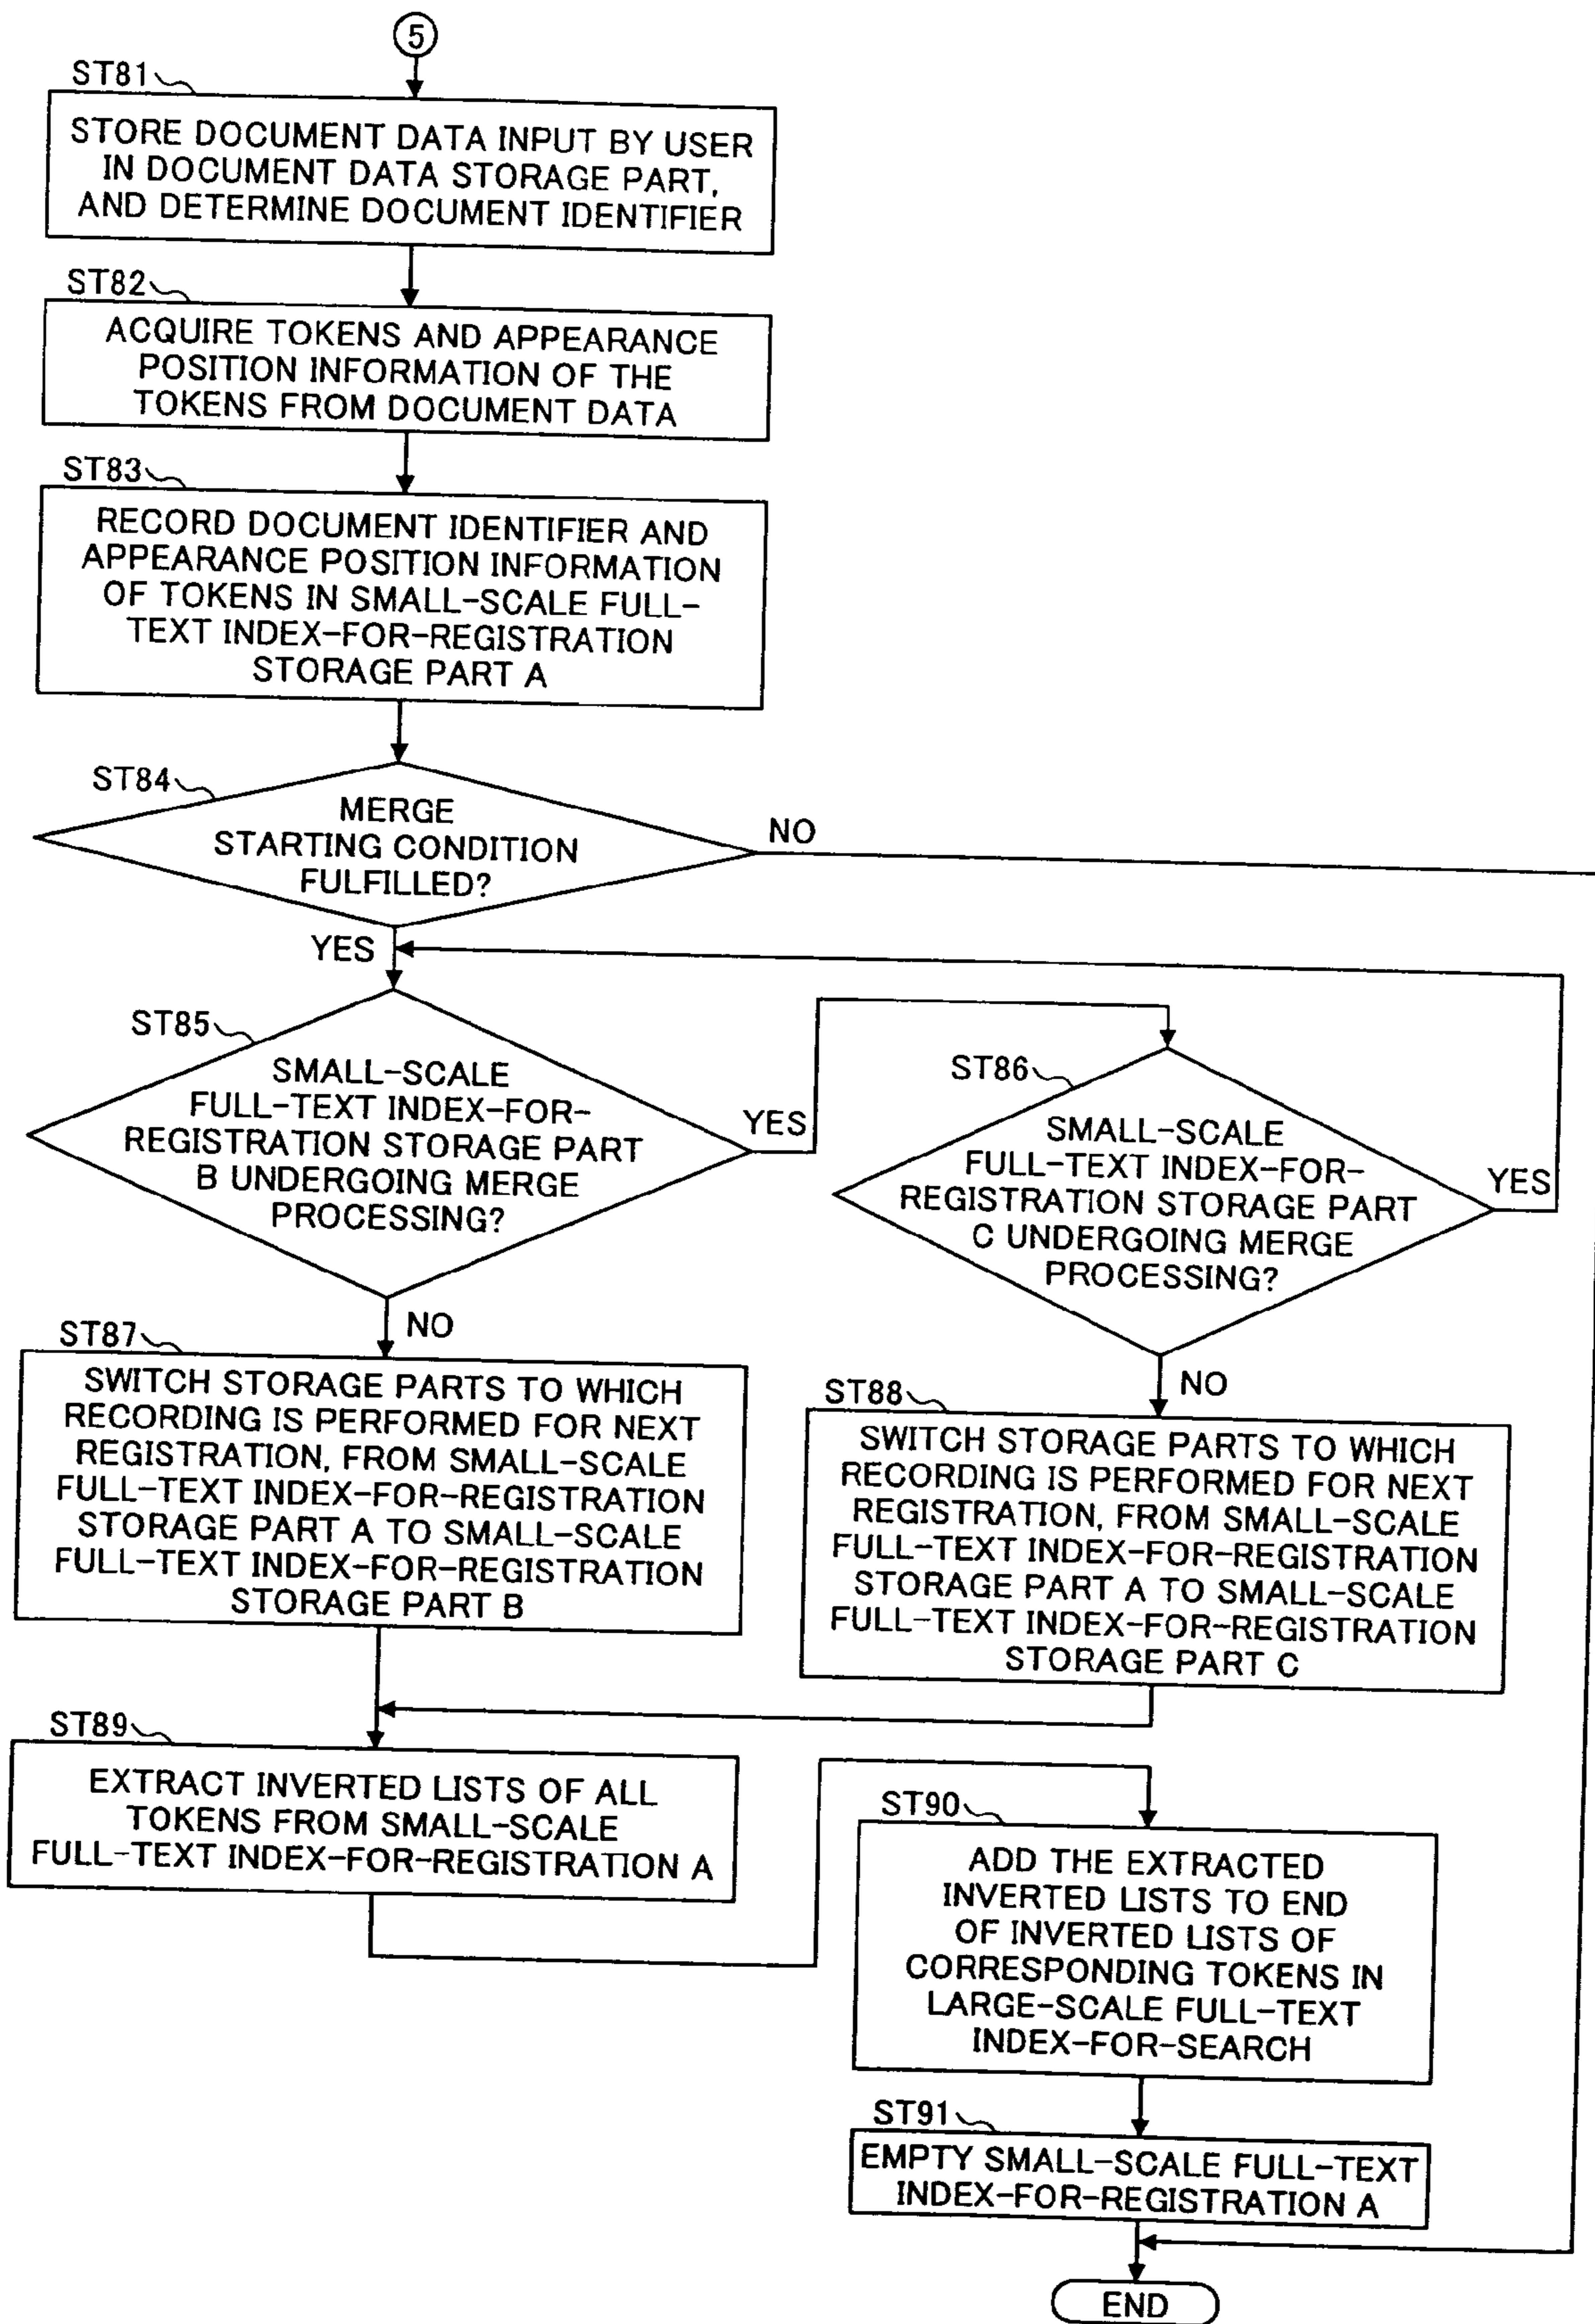 5
ST81
STORE DOCUMENT DATA INPUT BY USER
IN DOCUMENT DATA STORAGE PART,
AND DETERMINE DOCUMENT IDENTIFIER
ST82
ACQUIRE TOKENS AND APPEARANCE
POSITION INFORMATION OF THE
TOKENS FROM DOCUMENT DATA
ST83
RECORD DOCUMENT IDENTIFIER AND
APPEARANCE POSITION INFORMATION
OF TOKENS IN SMALL-SCALE FULL-
TEXT INDEX-FOR-REGISTRATION
STORAGE PART A
ST84
MERGE
STARTING CONDITION
FULFILLED?
NO
YES
ST85
SMALL-SCALE
FULL-TEXT INDEX-FOR-
REGISTRATION STORAGE PART
B UNDERGOING MERGE
PROCESSING?
YES
NO
ST86
SMALL-SCALE
FULL-TEXT INDEX-FOR-
REGISTRATION STORAGE PART
C UNDERGOING MERGE
PROCESSING?
YES
NO
ST87
SWITCH STORAGE PARTS TO WHICH
RECORDING IS PERFORMED FOR NEXT
REGISTRATION, FROM SMALL-SCALE
FULL-TEXT INDEX-FOR-REGISTRATION
STORAGE PART A TO SMALL-SCALE
FULL-TEXT INDEX-FOR-REGISTRATION
STORAGE PART B
ST88
SWITCH STORAGE PARTS TO WHICH
RECORDING IS PERFORMED FOR NEXT
REGISTRATION, FROM SMALL-SCALE
FULL-TEXT INDEX-FOR-REGISTRATION
STORAGE PART A TO SMALL-SCALE
FULL-TEXT INDEX-FOR-REGISTRATION
STORAGE PART C
ST89
EXTRACT INVERTED LISTS OF ALL
TOKENS FROM SMALL-SCALE
FULL-TEXT INDEX-FOR-REGISTRATION A
ST90
ADD THE EXTRACTED
INVERTED LISTS TO END
OF INVERTED LISTS OF
CORRESPONDING TOKENS IN
LARGE-SCALE FULL-TEXT
INDEX-FOR-SEARCH
ST91
EMPTY SMALL-SCALE FULL-TEXT
INDEX-FOR-REGISTRATION A
END